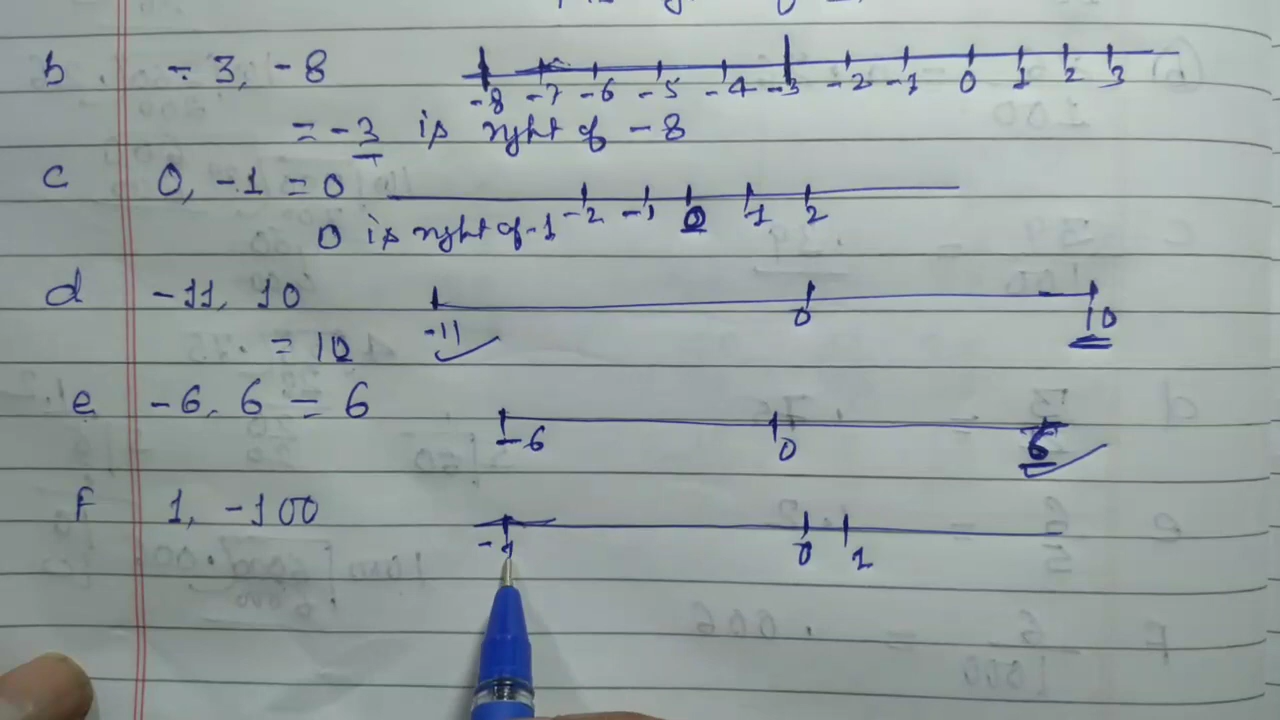 b - 3, -8 -8 -7 -6 -5 -4 -3 -2 -1 0 1 2 3
= -3 is right of -8
c 0, -1 = 0 -2 -1 0 1 2
0 is right of -1
d -11, 10 -11 0 10
= 10
e -6, 6 = 6 -6 0 6
F 1, -100 -1 0 1